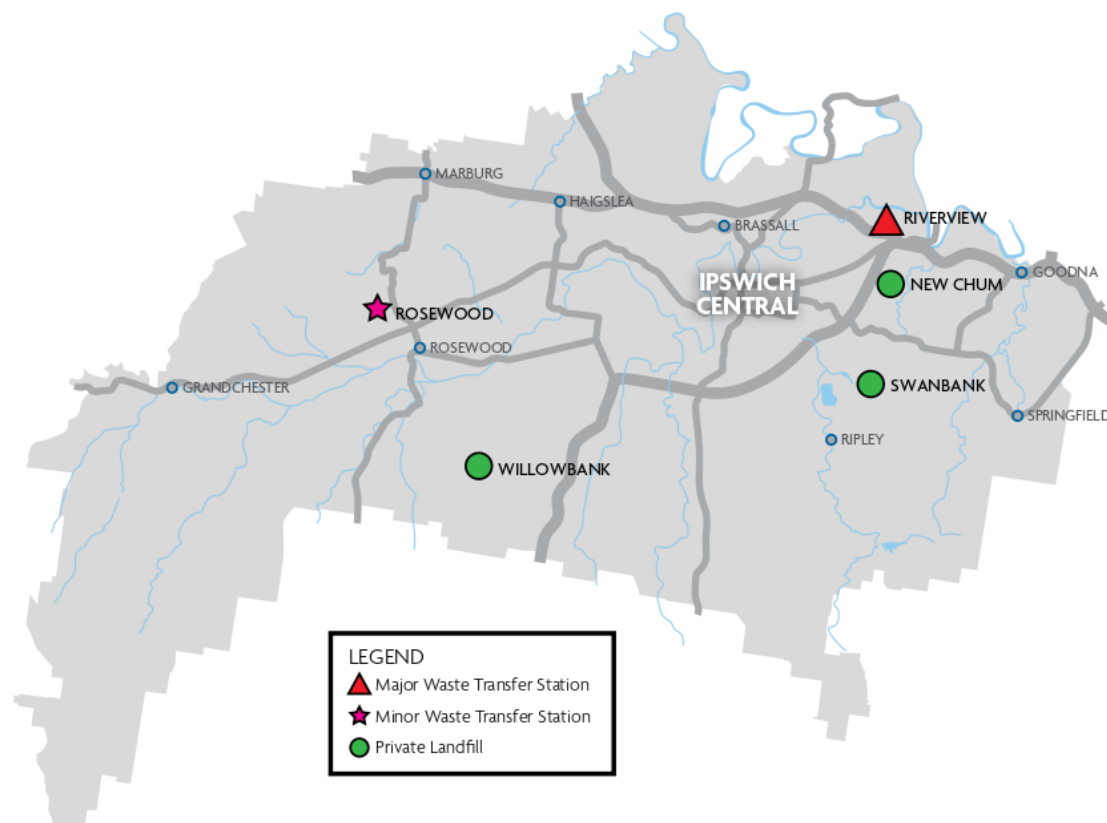 MARBURG
HAIGSLEA
BRASSALL
RIVERVIEW
GOODNA
IPSWICH
CENTRAL
NEW CHUM
ROSEWOOD
ROSEWOOD
GRANDCHESTER
SWANBANK
SPRINGFIELD
RIPLEY
WILLOWBANK
LEGEND
Major Waste Transfer Station
Minor Waste Transfer Station
Private Landfill